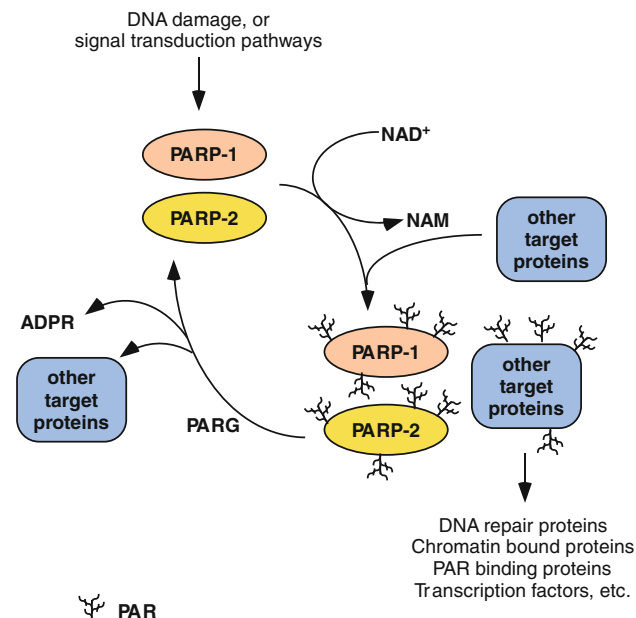 DNA damage, or
signal transduction pathways
PARP-1
PARP-2
NAD⁺
NAM
other
target
proteins
ADPR
other
target
proteins
PARG
PARP-1
PARP-2
other
target
proteins
DNA repair proteins
Chromatin bound proteins
PAR binding proteins
Transcription factors, etc.
PAR